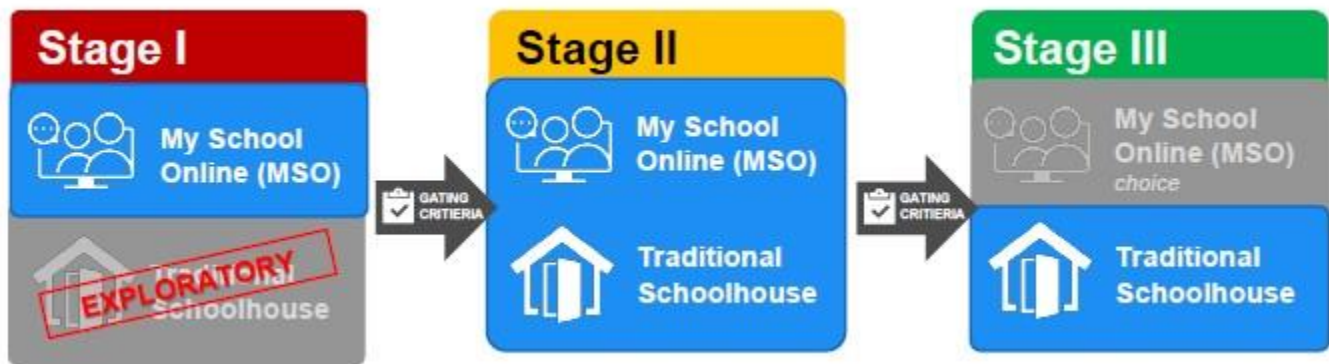 Stage I
My School
Online (MSO)
Traditional
Schoolhouse
EXPLORATORY
GATING
CRITIERIA
Stage II
My School
Online (MSO)
Traditional
Schoolhouse
GATING
CRITIERIA
Stage III
My School
Online (MSO)
choice
Traditional
Schoolhouse